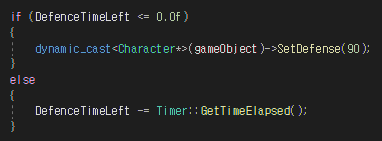 if (DefenceTimeLeft <= 0.0f)
{
    dynamic_cast<Character*>(gameObject)->SetDefense(90);
}
else
{
    DefenceTimeLeft -= Timer::GetTimeElapsed();
}